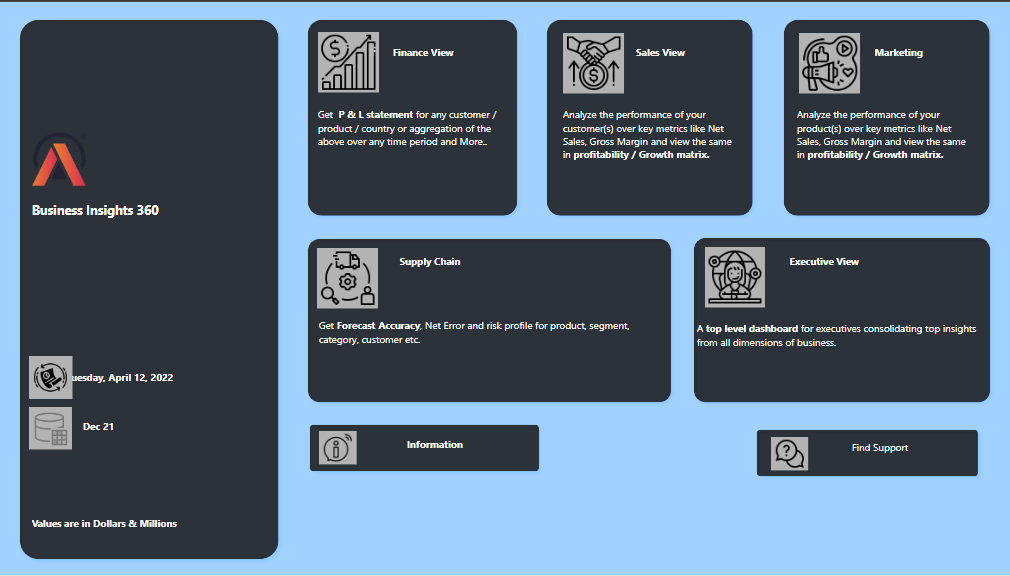 Business Insights 360
uesday, April 12, 2022
Dec 21
Values are in Dollars & Millions
Finance View
Get P & L statement for any customer /
product / country or aggregation of the
above over any time period and More..
Sales View
Analyze the performance of your
customer(s) over key metrics like Net
Sales, Gross Margin and view the same
in profitability / Growth matrix.
Marketing
Analyze the performance of your
product(s) over key metrics like Net
Sales, Gross Margin and view the same
in profitability / Growth matrix.
Supply Chain
Get Forecast Accuracy, Net Error and risk profile for product, segment,
category, customer etc.
Executive View
A top level dashboard for executives consolidating top insights
from all dimensions of business.
Information
Find Support